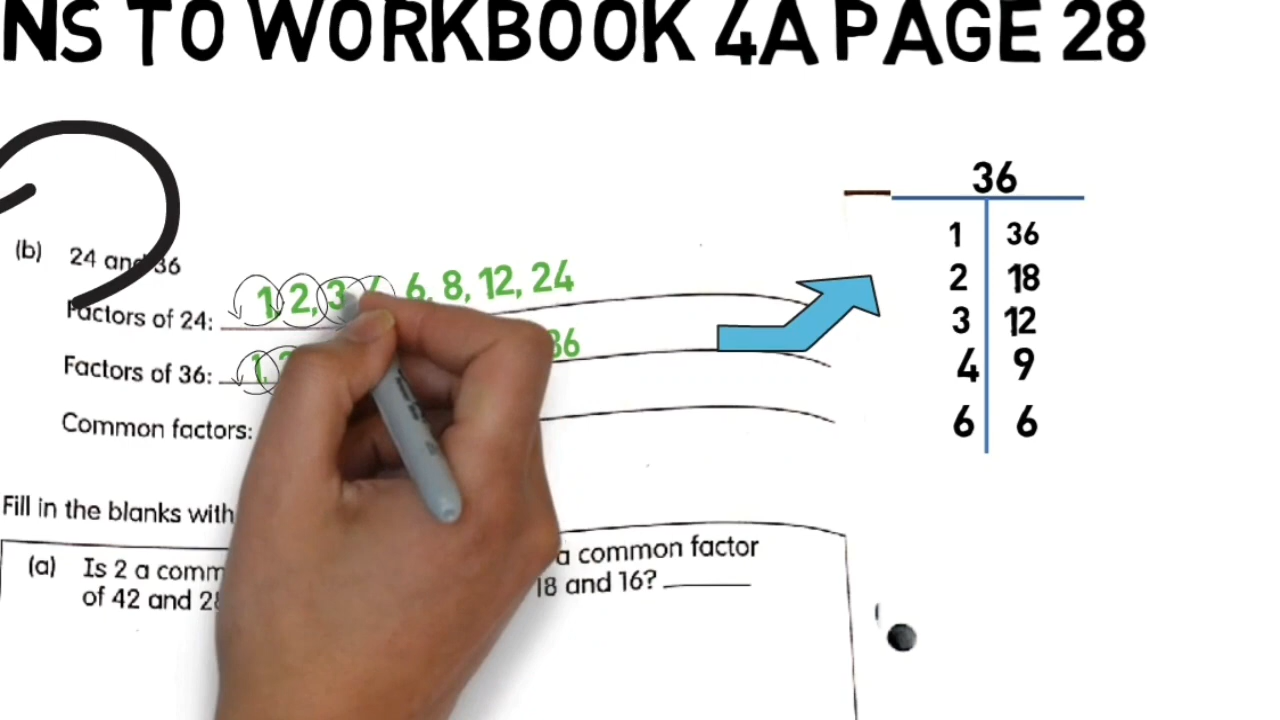 NS TO WORKBOOK 4A PAGE 28
36
1 36
2 18
3 12
4 9
6 6
(b) 24 and 36
Factors of 24: 1, 2, 3, 6, 8, 12, 24
Factors of 36: 1, 36
Common factors:
Fill in the blanks with
(a) Is 2 a comm
of 42 and 2
a common factor
18 and 16?